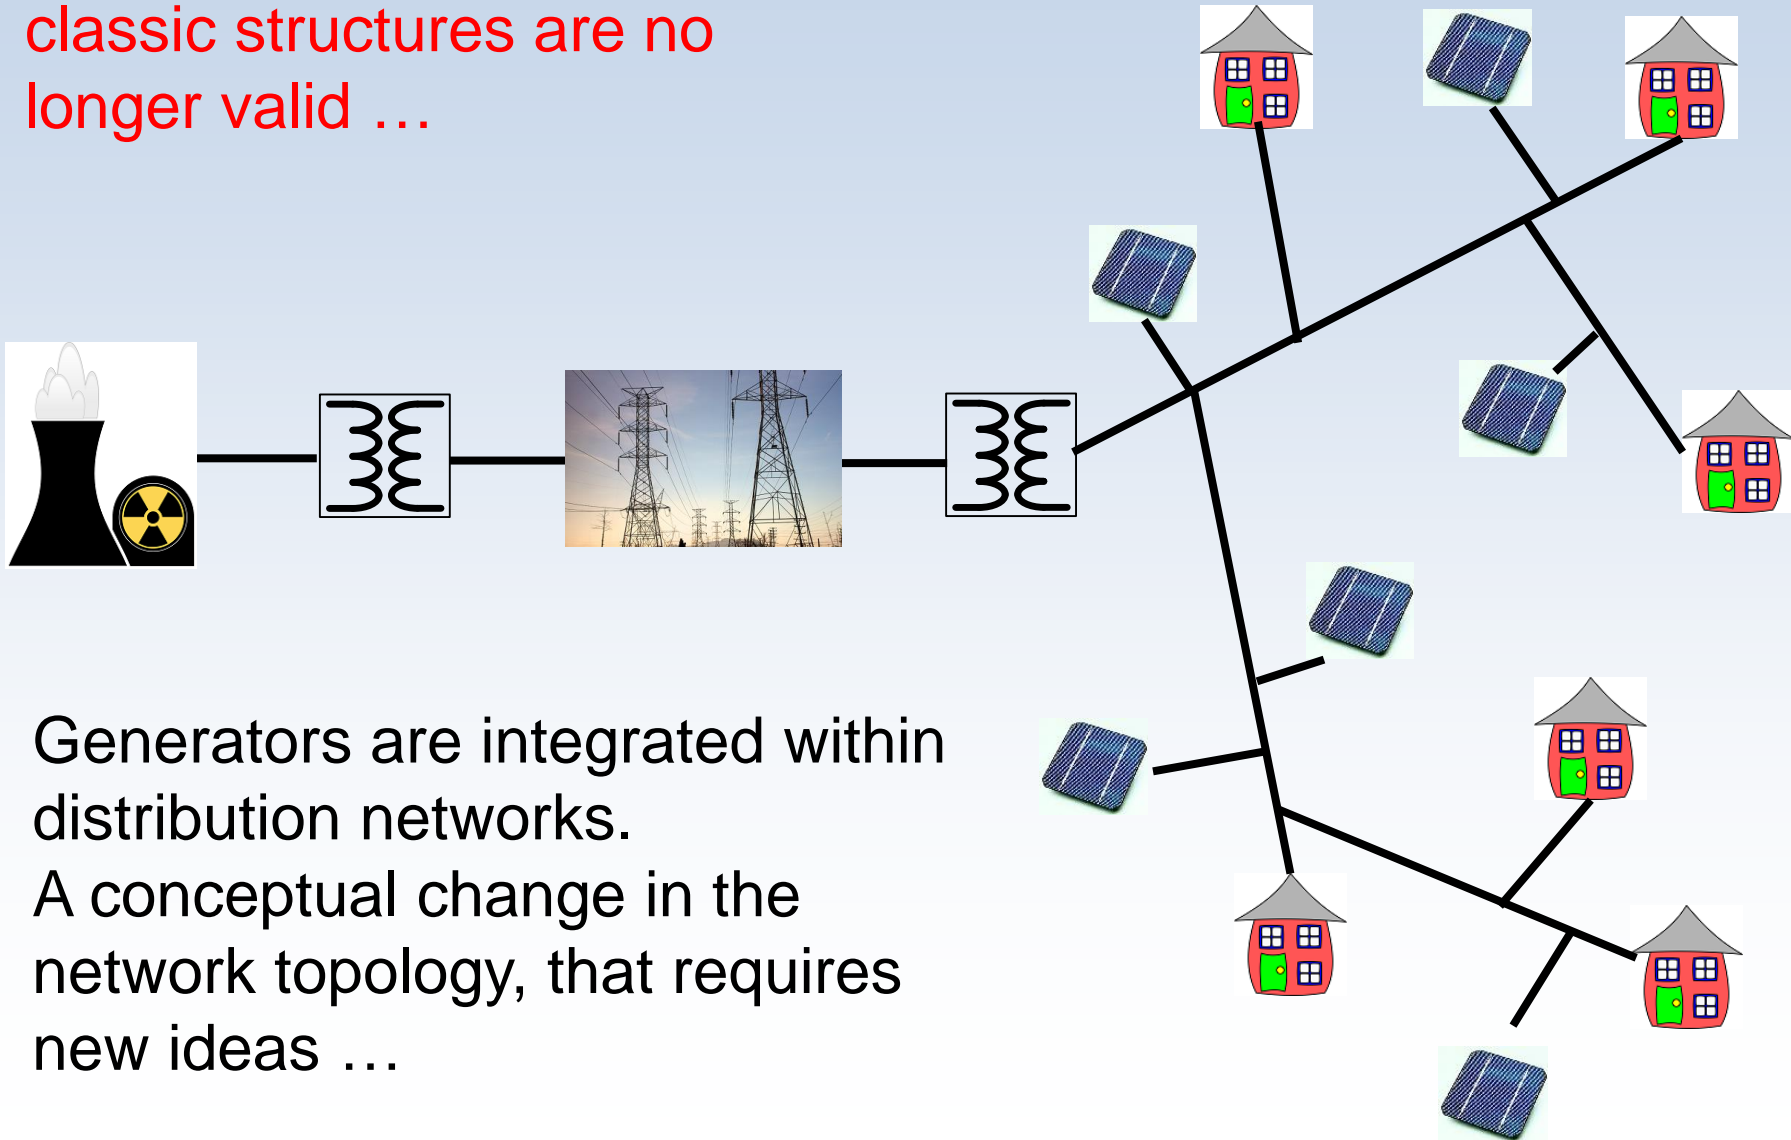 classic structures are no
longer valid …
Generators are integrated within
distribution networks.
A conceptual change in the
network topology, that requires
new ideas …